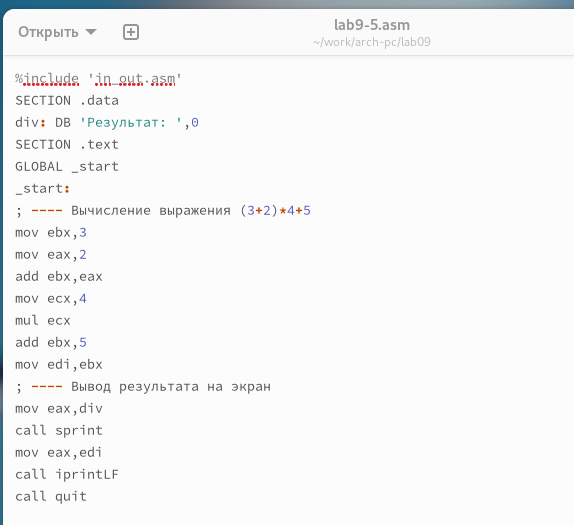 Открыть
lab9-5.asm
~/work/arch-pc/lab09
%include 'in_out.asm'
SECTION .data
div: DB 'Результат: ',0
SECTION .text
GLOBAL _start
_start:
; ---- Вычисление выражения (3+2)*4+5
mov ebx,3
mov eax,2
add ebx,eax
mov ecx,4
mul ecx
add ebx,5
mov edi,ebx
; ---- Вывод результата на экран
mov eax,div
call sprint
mov eax,edi
call iprintLF
call quit